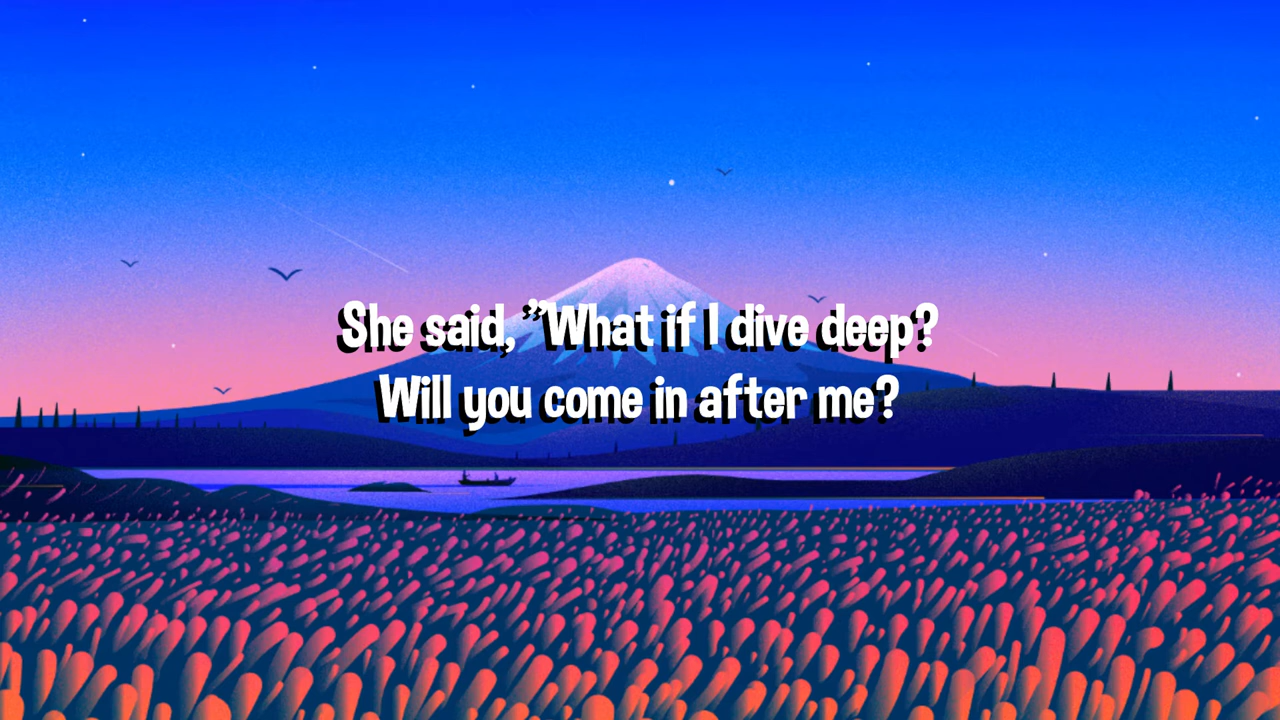 She said, ”What if I dive deep?
Will you come in after me?